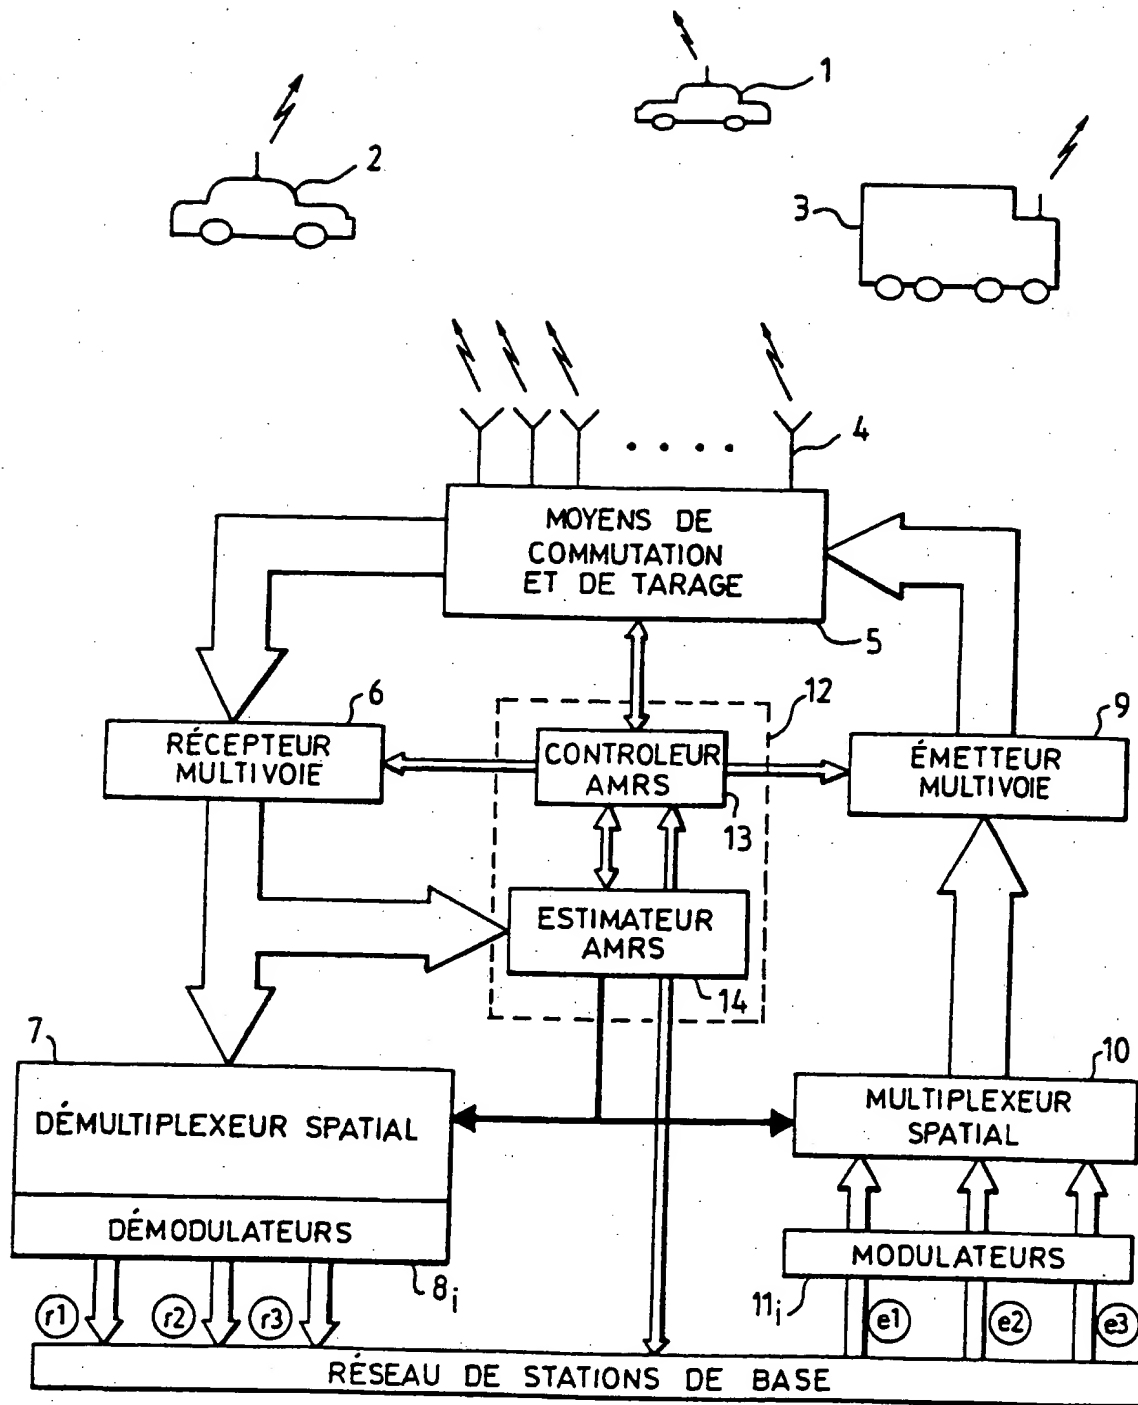 1
2
3
4
MOYENS DE
COMMUTATION
ET DE TARAGE
5
6
12
9
RÉCEPTEUR
MULTIVOIE
CONTROLEUR
AMRS
ÉMETTEUR
MULTIVOIE
13
ESTIMATEUR
AMRS
14
7
10
DÉMULTIPLEXEUR SPATIAL
MULTIPLEXEUR
SPATIAL
DÉMODULATEURS
MODULATEURS
8i
11i
r1
r2
r3
e1
e2
e3
RÉSEAU DE STATIONS DE BASE